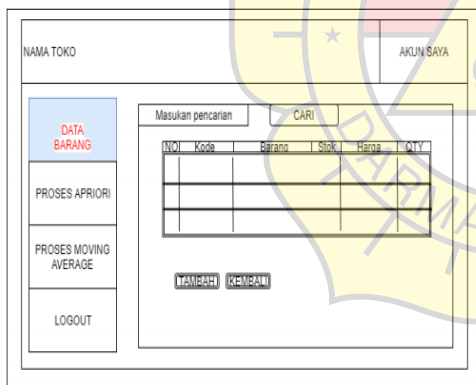 NAMA TOKO
AKUN SAYA
DATA
BARANG
PROSES APRIORI
PROSES MOVING
AVERAGE
LOGOUT
Masukan pencarian
CARI
NO Kode Barang Stok Harga QTY
TAMBAH KEMBALI
DARM